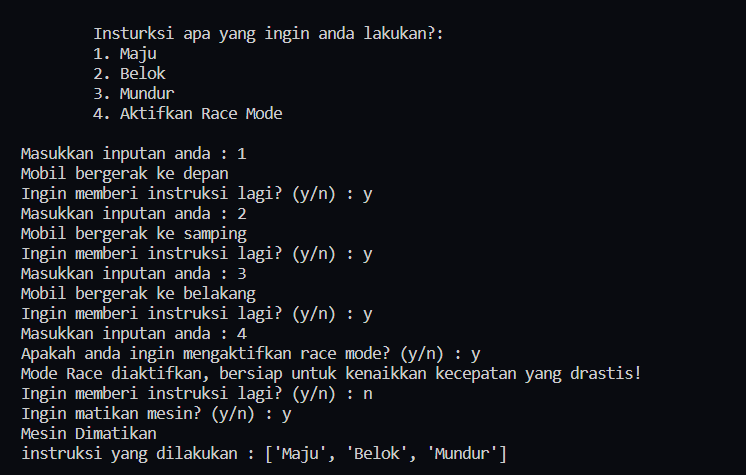 Insturksi apa yang ingin anda lakukan?:
1. Maju
2. Belok
3. Mundur
4. Aktifkan Race Mode
Masukkan inputan anda : 1
Mobil bergerak ke depan
Ingin memberi instruksi lagi? (y/n) : y
Masukkan inputan anda : 2
Mobil bergerak ke samping
Ingin memberi instruksi lagi? (y/n) : y
Masukkan inputan anda : 3
Mobil bergerak ke belakang
Ingin memberi instruksi lagi? (y/n) : y
Masukkan inputan anda : 4
Apakah anda ingin mengaktifkan race mode? (y/n) : y
Mode Race diaktifkan, bersiap untuk kenaikkan kecepatan yang drastis!
Ingin memberi instruksi lagi? (y/n) : n
Ingin matikan mesin? (y/n) : y
Mesin Dimatikan
instruksi yang dilakukan : ['Maju', 'Belok', 'Mundur']